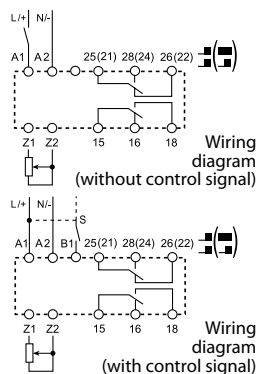 L/+ N/-
A1 A2 25(21) 28(24) 26(22)
Z1 Z2 15 16 18
Wiring
diagram
(without control signal)
L/+ N/-
S
A1 A2 B1 25(21) 28(24) 26(22)
Z1 Z2 15 16 18
Wiring
diagram
(with control signal)